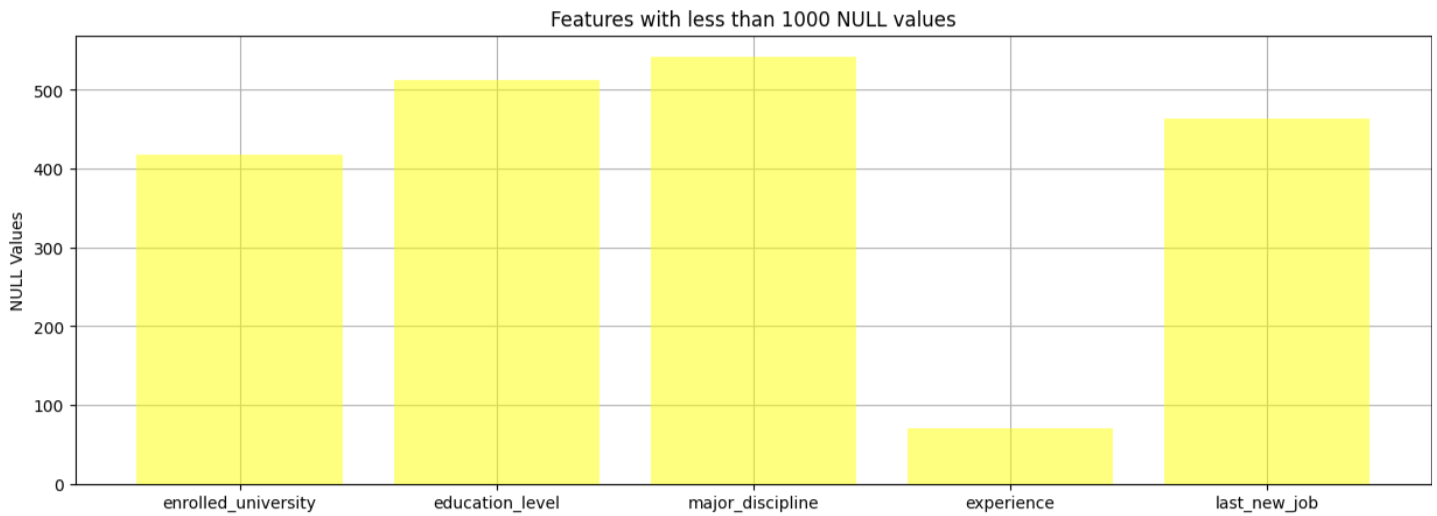 Features with less than 1000 NULL values
NULL Values
500
400
300
200
100
0
enrolled_university education_level major_discipline experience last_new_job